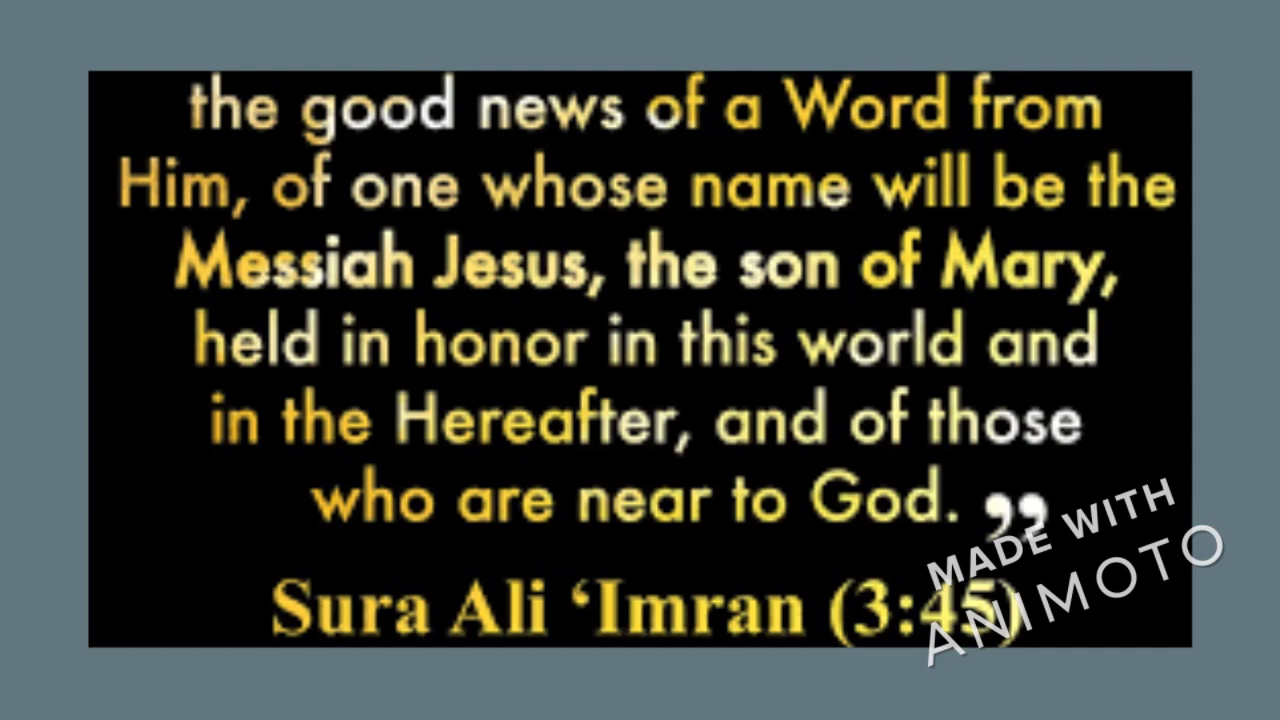 the good news of a Word from
Him, of one whose name will be the
Messiah Jesus, the son of Mary,
held in honor in this world and
in the Hereafter, and of those
who are near to God. ”
Sura Ali ‘Imran (3:45)
MADE WITH
ANIMOTO